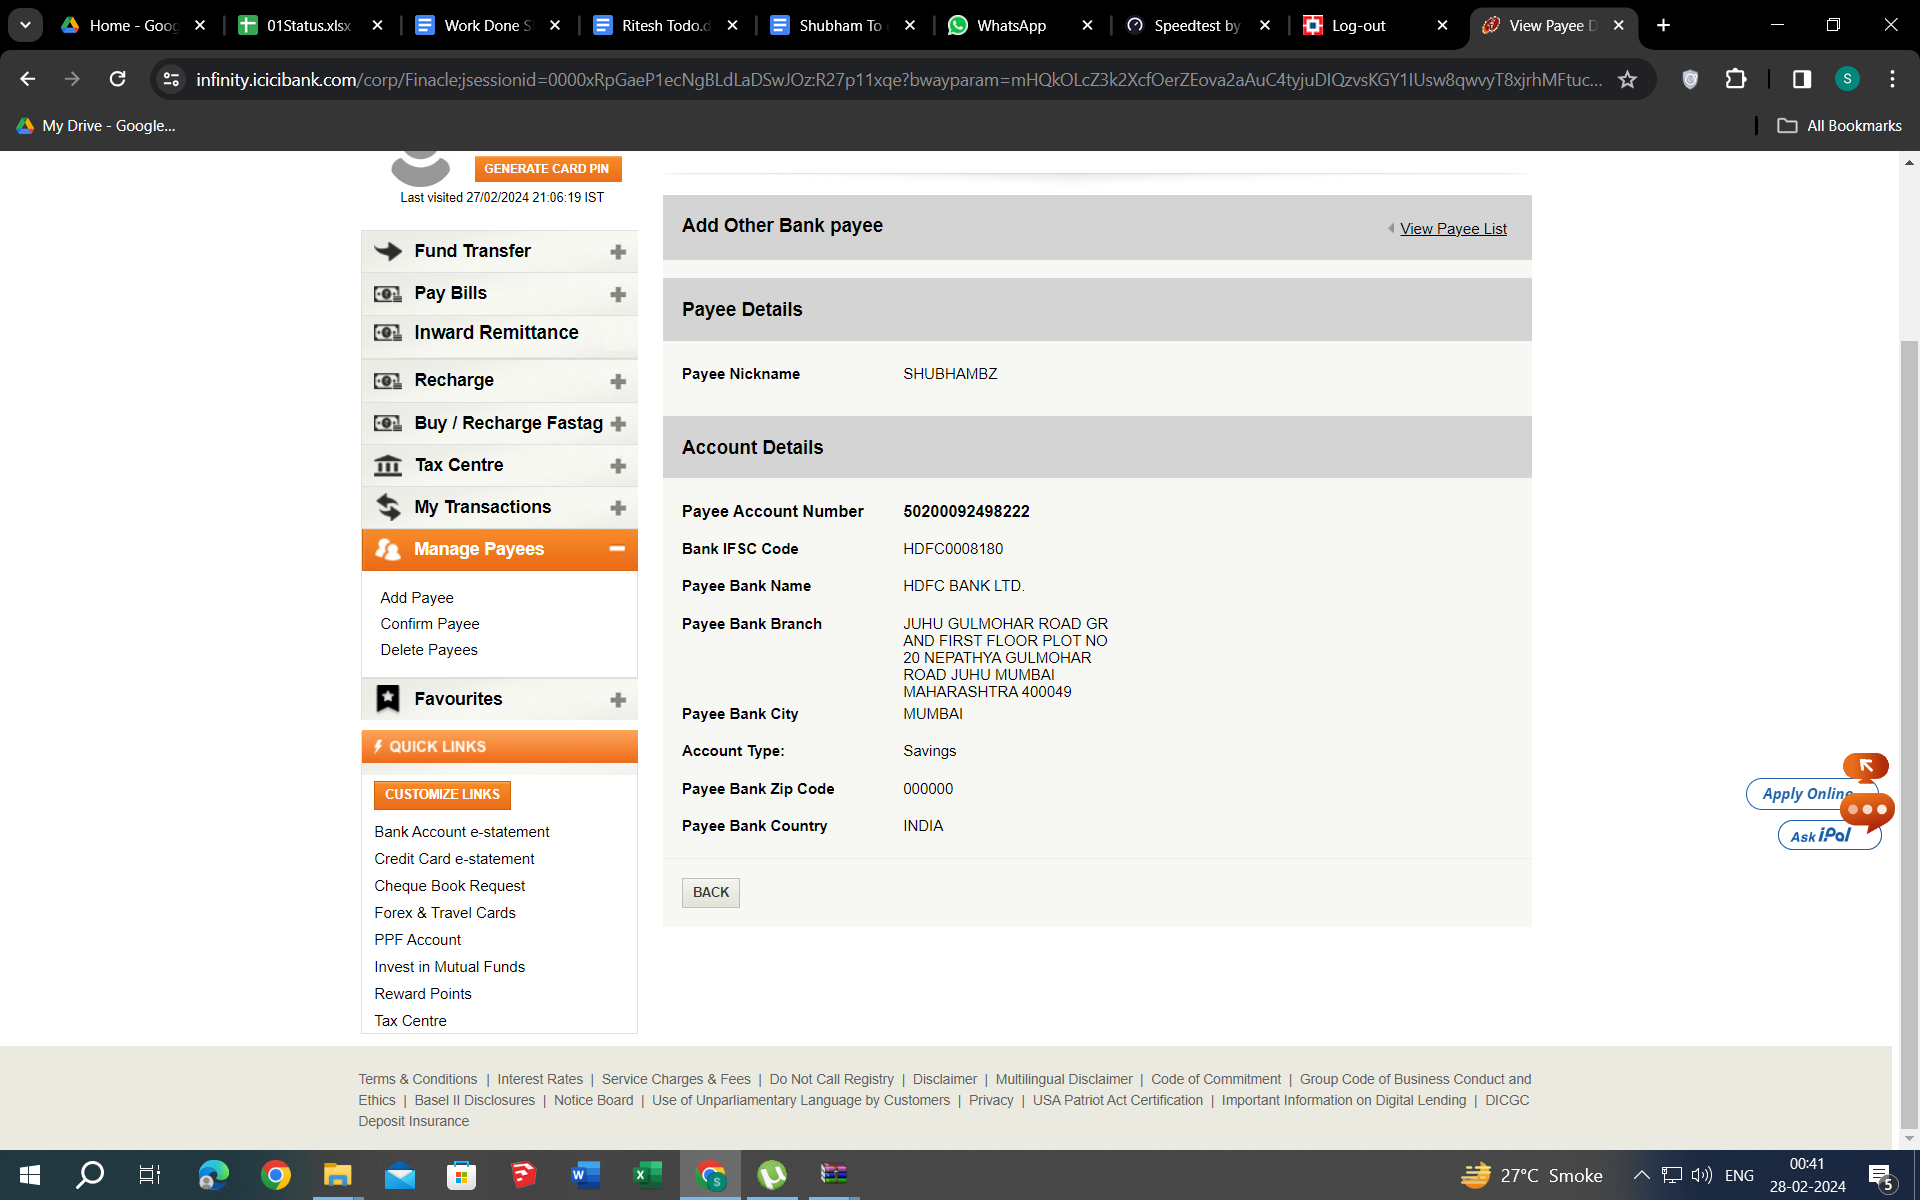 Home - Goog
01Status.xlsx
Work Done S
Ritesh Todo.d
Shubham To
WhatsApp
Speedtest by
Log-out
View Payee D
infinity.icicibank.com/corp/Finacle;jsessionid=0000xRpGaeP1ecNgBLdLaDSwJOz:R27p11xqe?bwayparam=mHQkOLcZ3k2XcfOerZEova2aAuC4tyjuDIQzvsKGY1IUsw8qwvyT8xjrhMFtuc...
S
My Drive - Google...
All Bookmarks
GENERATE CARD PIN
Last visited 27/02/2024 21:06:19 IST
Fund Transfer
Pay Bills
Inward Remittance
Recharge
Buy / Recharge Fastag
Tax Centre
My Transactions
Manage Payees
Add Payee
Confirm Payee
Delete Payees
Favourites
QUICK LINKS
CUSTOMIZE LINKS
Bank Account e-statement
Credit Card e-statement
Cheque Book Request
Forex & Travel Cards
PPF Account
Invest in Mutual Funds
Reward Points
Tax Centre
Add Other Bank payee
View Payee List
Payee Details
Payee Nickname SHUBHAMBZ
Account Details
Payee Account Number 50200092498222
Bank IFSC Code HDFC0008180
Payee Bank Name HDFC BANK LTD.
Payee Bank Branch JUHU GULMOHAR ROAD GR
AND FIRST FLOOR PLOT NO
20 NEPATHYA GULMOHAR
ROAD JUHU MUMBAI
MAHARASHTRA 400049
Payee Bank City MUMBAI
Account Type: Savings
Payee Bank Zip Code 000000
Payee Bank Country INDIA
BACK
Apply Online
Ask iPal
Terms & Conditions | Interest Rates | Service Charges & Fees | Do Not Call Registry | Disclaimer | Multilingual Disclaimer | Code of Commitment | Group Code of Business Conduct and
Ethics | Basel II Disclosures | Notice Board | Use of Unparliamentary Language by Customers | Privacy | USA Patriot Act Certification | Important Information on Digital Lending | DICGC
Deposit Insurance
27°C Smoke
ENG
00:41
28-02-2024
5